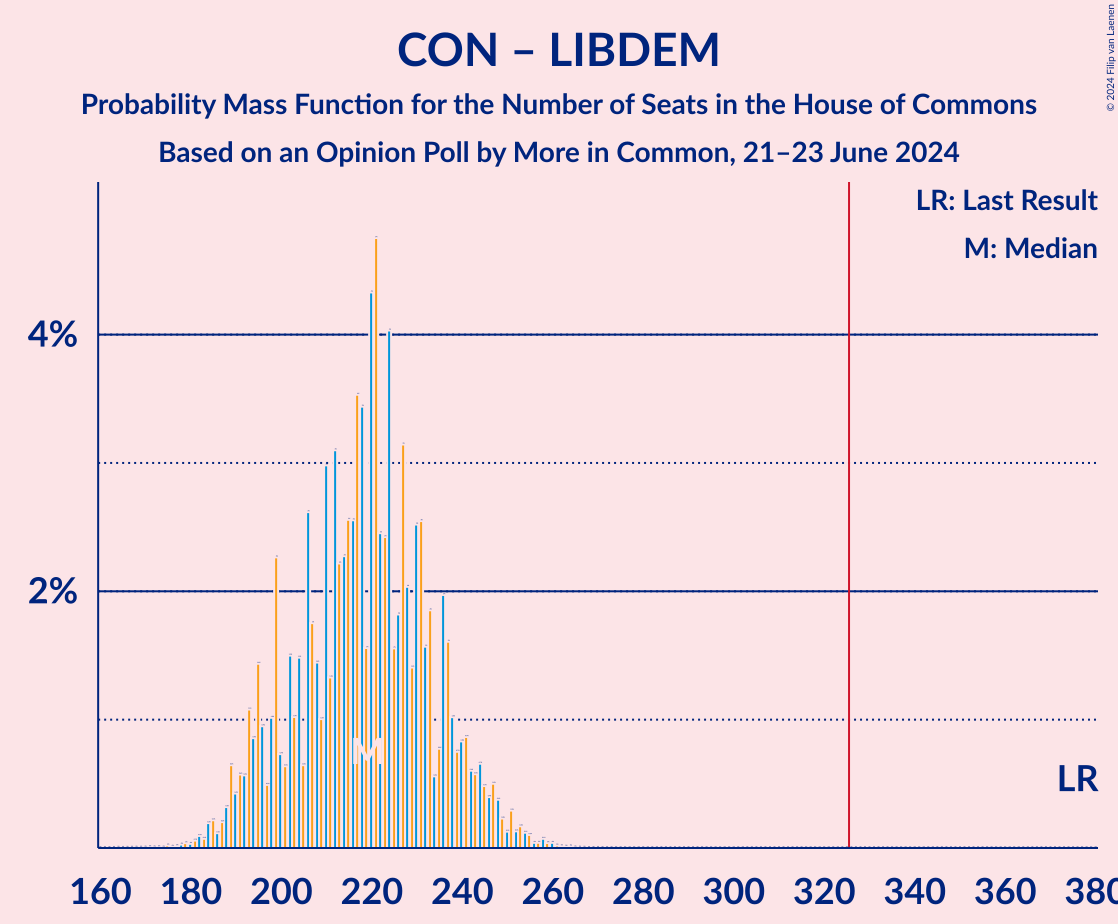 CON – LIBDEM
Probability Mass Function for the Number of Seats in the House of Commons
Based on an Opinion Poll by More in Common, 21–23 June 2024
© 2024 Filip van Laenen
LR: Last Result
M: Median
4%
2%
M
LR
160 180 200 220 240 260 280 300 320 340 360 380